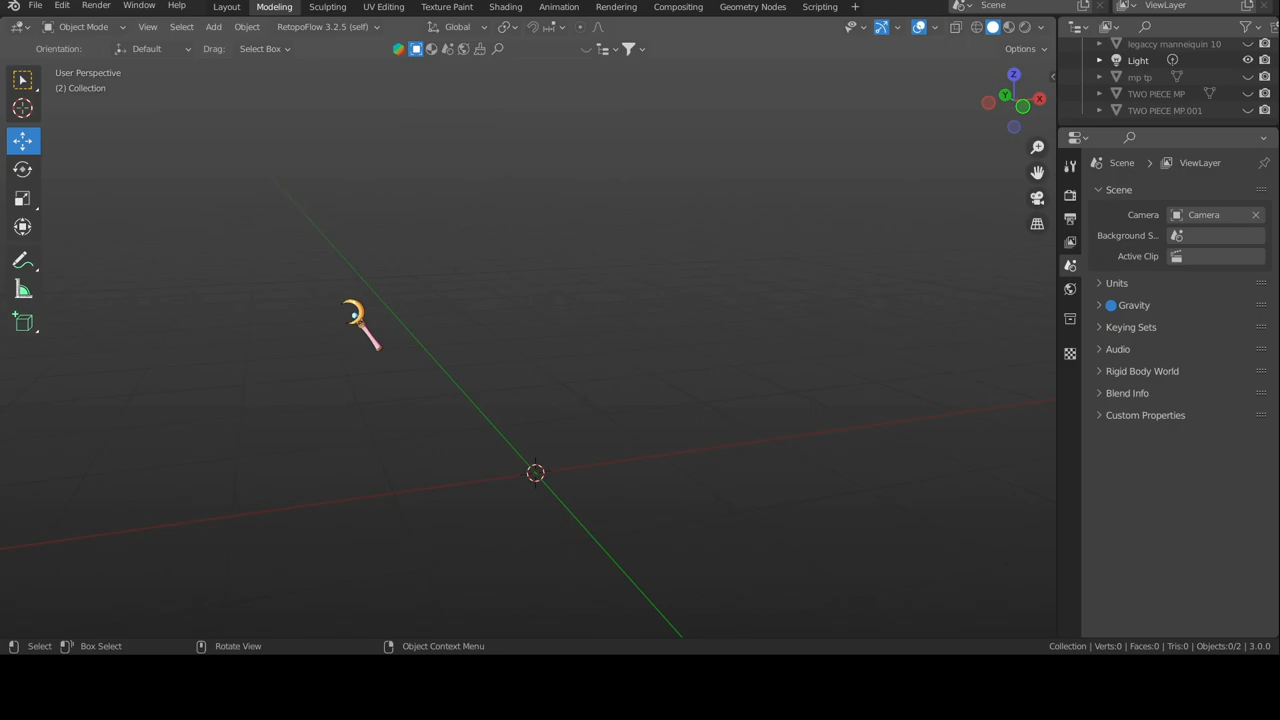 File Edit Render Window Help Layout Modeling Sculpting UV Editing Texture Paint Shading Animation Rendering Compositing Geometry Nodes Scripting + Scene ViewLayer
Object Mode View Select Add Object RetopoFlow 3.2.5 (self) Global
Orientation: Default Drag: Select Box Options
legaccy mannequin 10
Light
mp tp
TWO PIECE MP
TWO PIECE MP.001
User Perspective
(2) Collection
Z
Y
X
Scene ViewLayer
Scene
Camera Camera
Background S...
Active Clip
Units
Gravity
Keying Sets
Audio
Rigid Body World
Blend Info
Custom Properties
Select Box Select Rotate View Object Context Menu Collection | Verts:0 | Faces:0 | Tris:0 | Objects:0/2 | 3.0.0